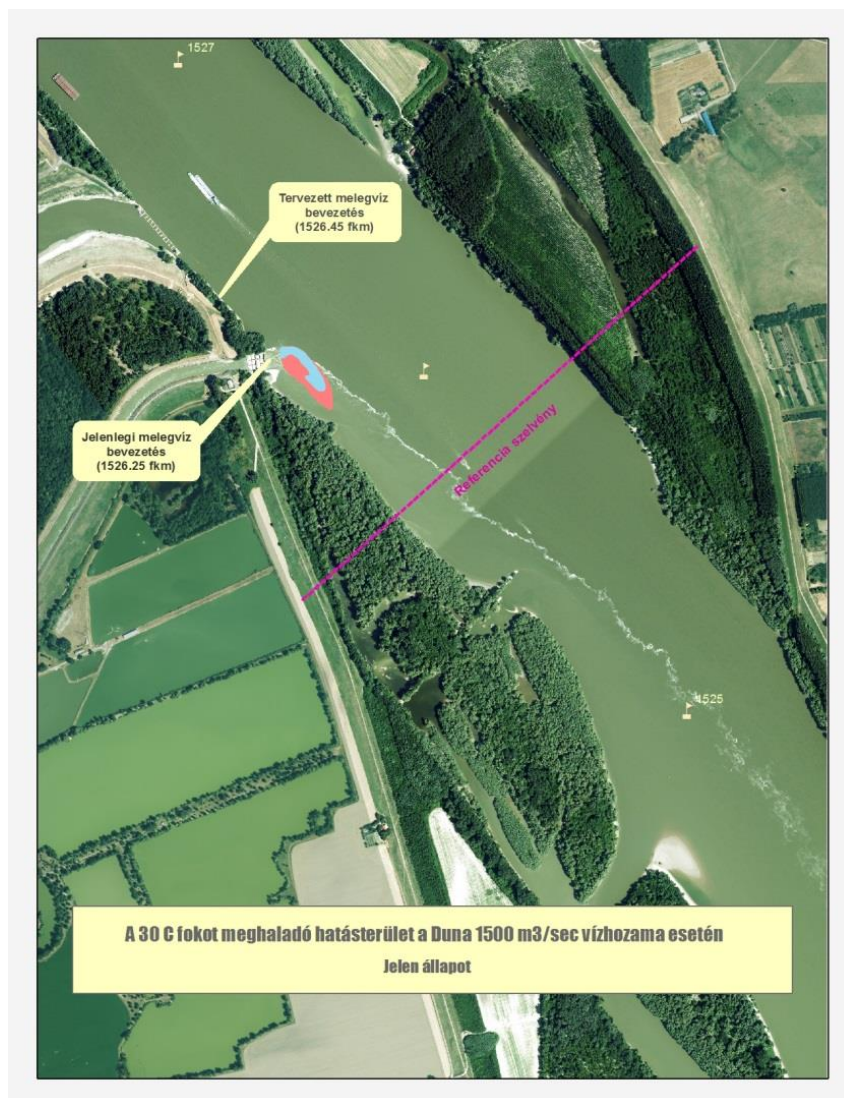 1527
Tervezett melegvíz
bevezetés
(1526.45 fkm)
Jelenlegi melegvíz
bevezetés
(1526.25 fkm)
Referencia szelvény
1525
A 30 C fokot meghaladó hatásterület a Duna 1500 m3/sec vízhozama esetén
Jelen állapot